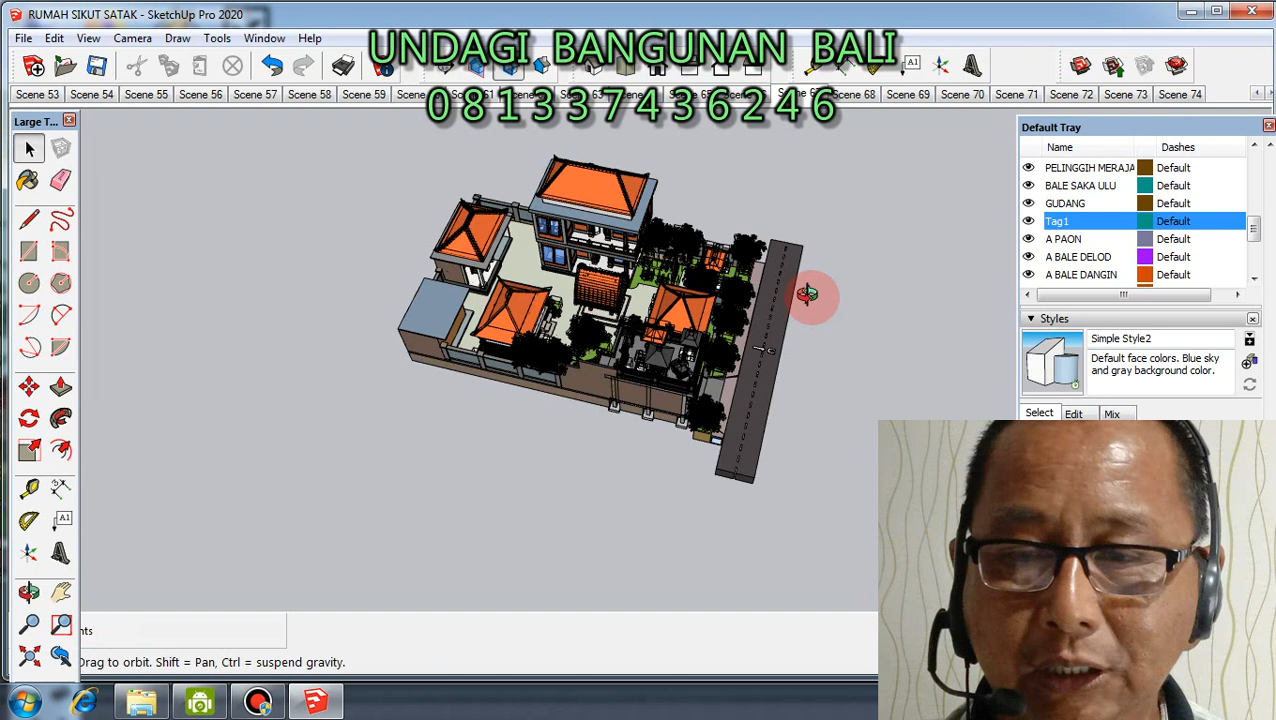 RUMAH SIKUT SATAK - SketchUp Pro 2020
File Edit View Camera Draw Tools Window Help
UNDAGI BANGUNAN BALI
081337436246
Scene 53 Scene 54 Scene 55 Scene 56 Scene 57 Scene 58 Scene 59 Scene 68 Scene 69 Scene 70 Scene 71 Scene 72 Scene 73 Scene 74
Large T...
Default Tray
Name Dashes
PELINGGIH MERAJA Default
BALE SAKA ULU Default
GUDANG Default
Tag1 Default
A PAON Default
A BALE DELOD Default
A BALE DANGIN Default
Styles
Simple Style2
Default face colors. Blue sky
and gray background color.
Select Edit Mix
nts
Drag to orbit. Shift = Pan, Ctrl = suspend gravity.